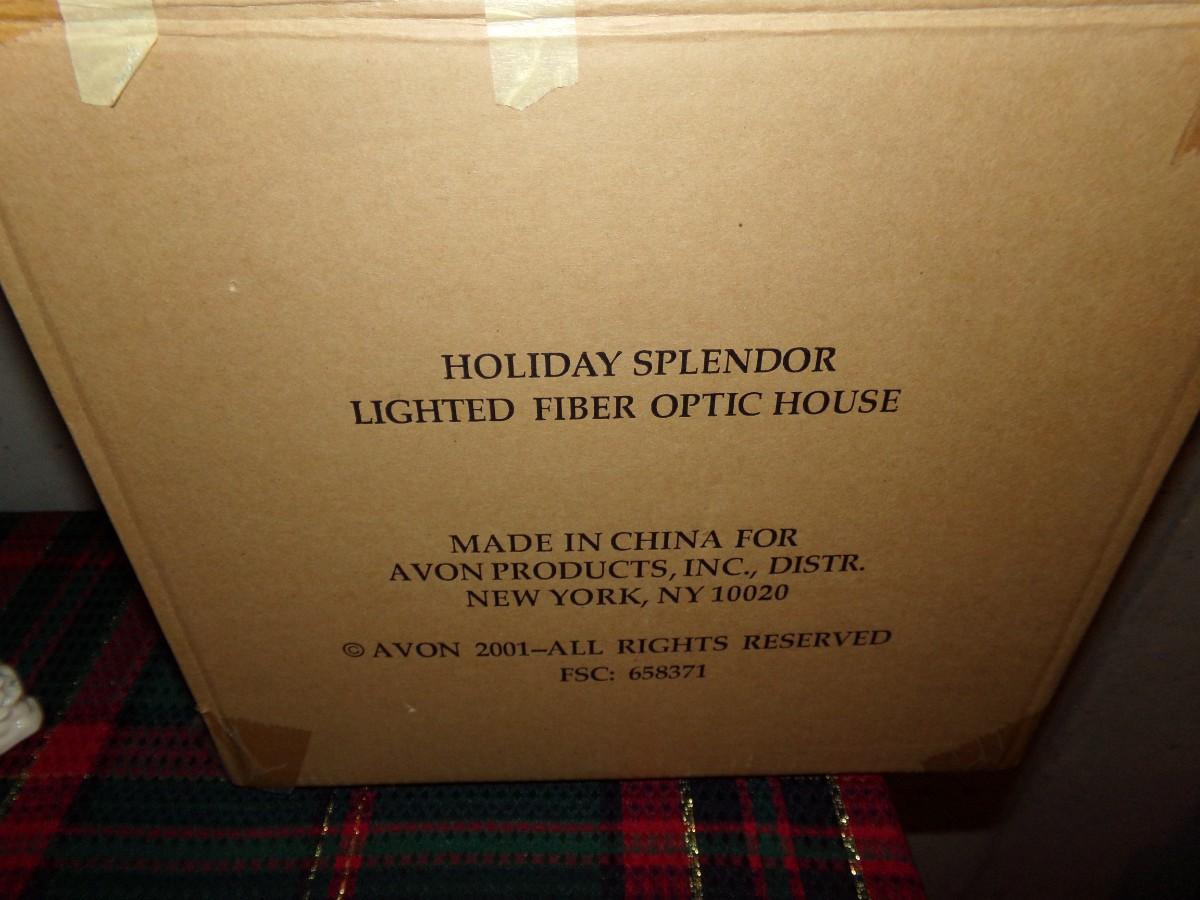 HOLIDAY SPLENDOR
LIGHTED FIBER OPTIC HOUSE
MADE IN CHINA FOR
AVON PRODUCTS, INC., DISTR.
NEW YORK, NY 10020
© AVON 2001–ALL RIGHTS RESERVED
FSC: 658371